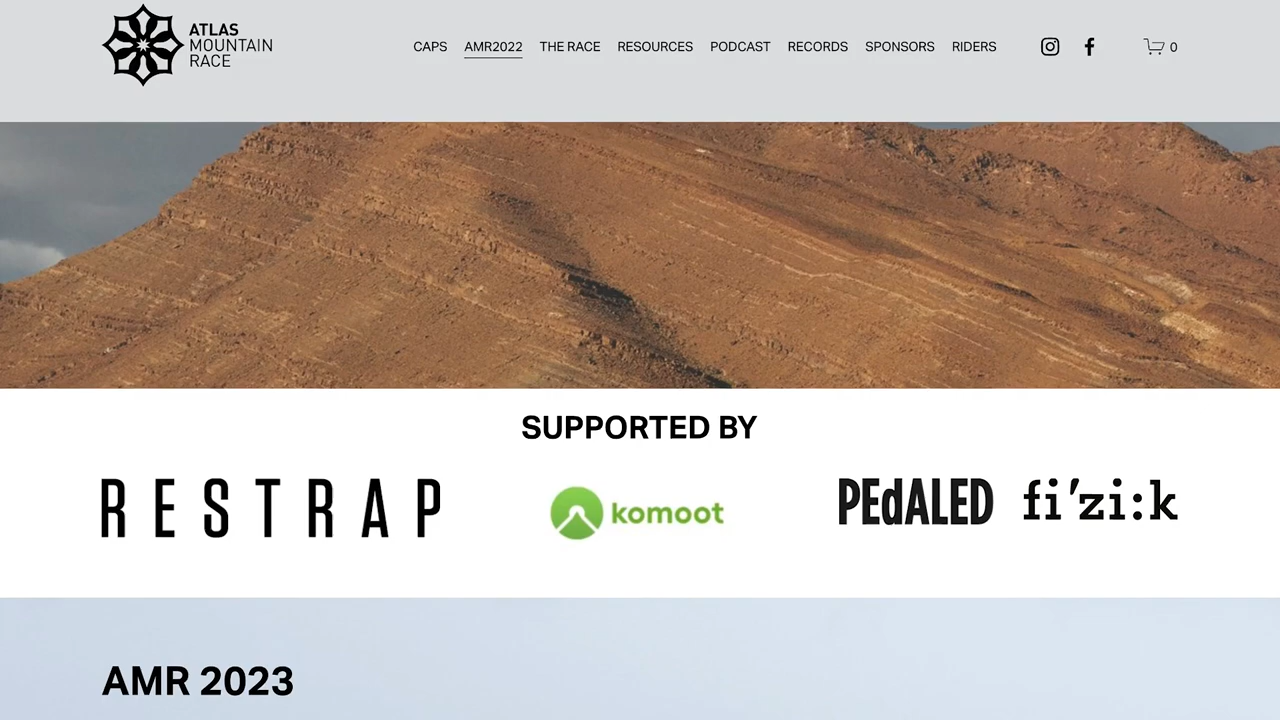 ATLAS
MOUNTAIN
RACE
CAPS AMR2022 THE RACE RESOURCES PODCAST RECORDS SPONSORS RIDERS 0
SUPPORTED BY
RESTRAP komoot PEdALED fi'zi:k
AMR 2023